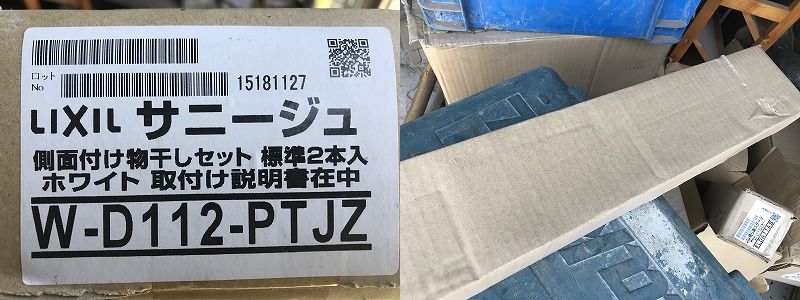 ロット
No
15181127
LIXIL サニージュ
側面付け物干しセット 標準2本入
ホワイト 取付け説明書在中
W-D112-PTJZ